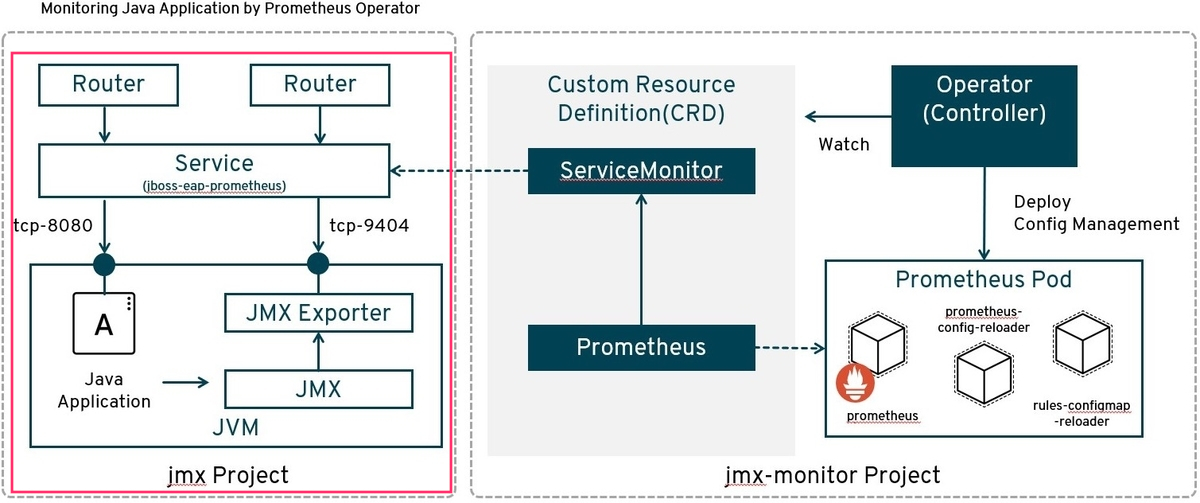 Monitoring Java Application by Prometheus Operator
Router
Router
Service
(jboss-eap-prometheus)
tcp-8080
tcp-9404
A
Java
Application
JMX Exporter
JMX
JVM
jmx Project
Custom Resource
Definition(CRD)
ServiceMonitor
Prometheus
Operator
(Controller)
Watch
Deploy
Config Management
Prometheus Pod
prometheus
prometheus-
config-reloader
rules-configmap
-reloader
jmx-monitor Project